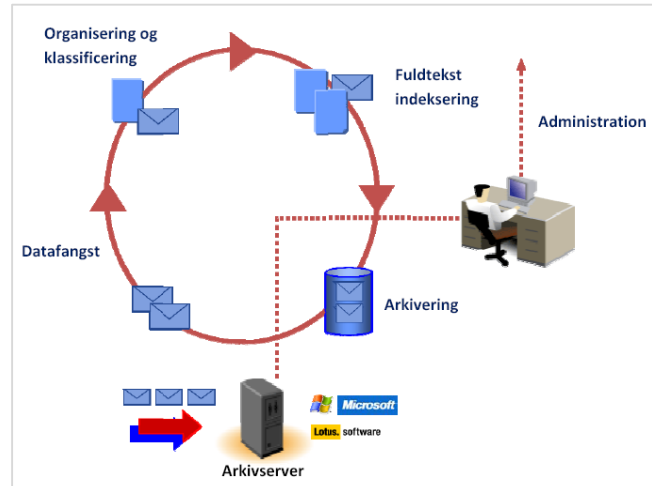 Organisering og
klassificering
Fuldtekst
indeksering
Administration
Datafangst
Arkivering
Microsoft
Lotus. software
Arkivserver